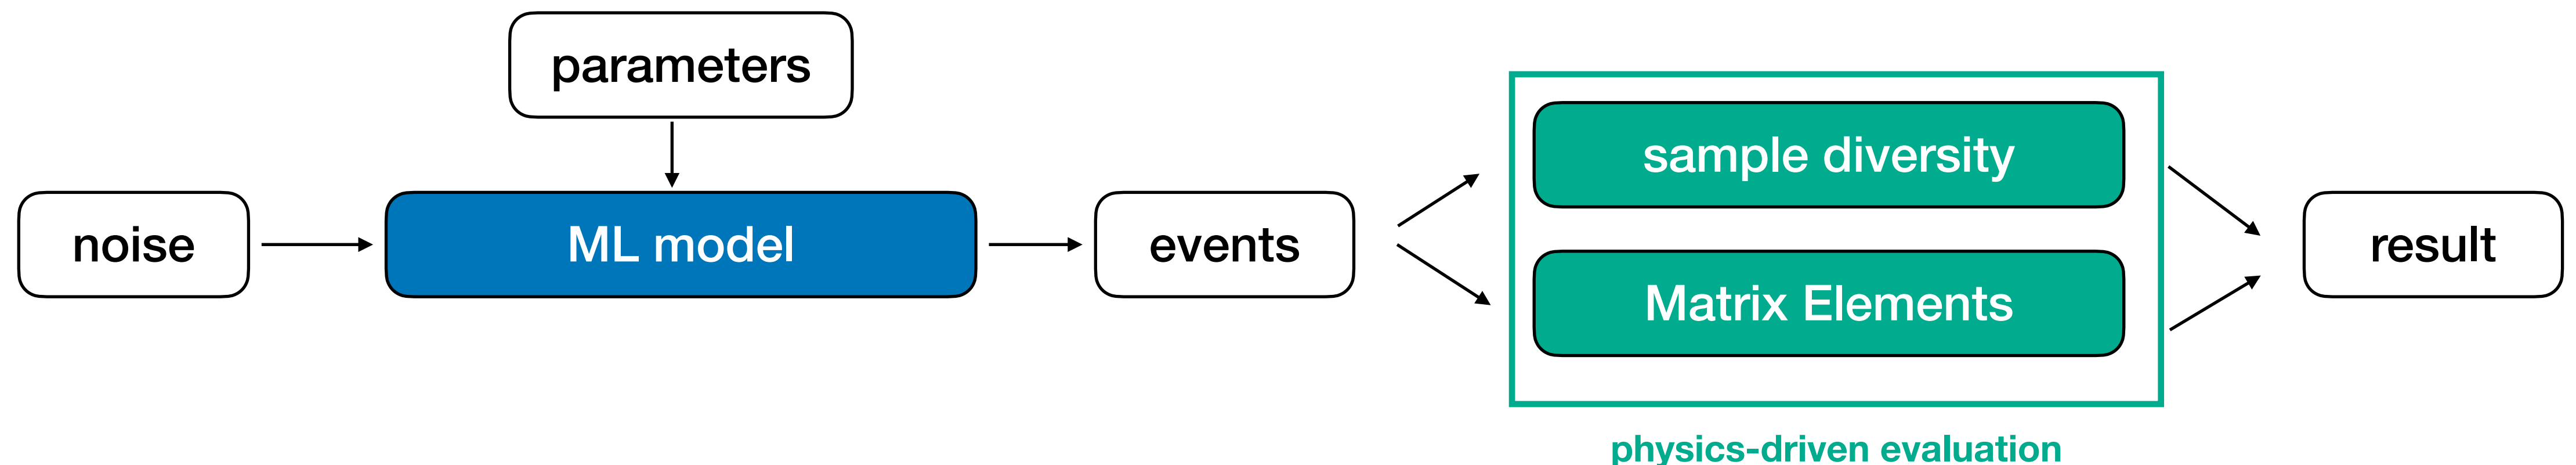 parameters
noise
ML model
events
sample diversity
Matrix Elements
result
physics-driven evaluation